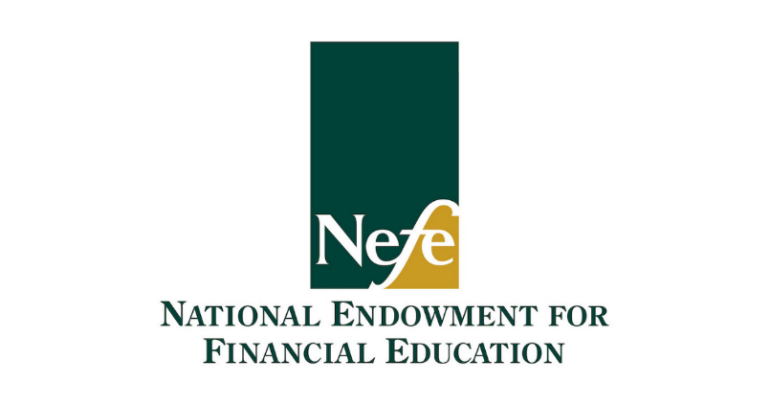 Nefe
NATIONAL ENDOWMENT FOR
FINANCIAL EDUCATION